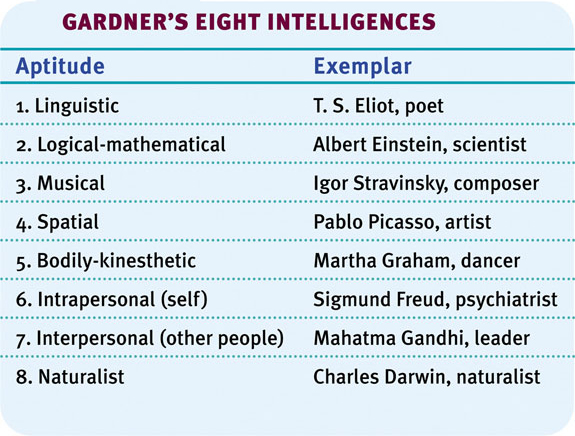 GARDNER'S EIGHT INTELLIGENCES
Aptitude Exemplar
1. Linguistic T. S. Eliot, poet
2. Logical-mathematical Albert Einstein, scientist
3. Musical Igor Stravinsky, composer
4. Spatial Pablo Picasso, artist
5. Bodily-kinesthetic Martha Graham, dancer
6. Intrapersonal (self) Sigmund Freud, psychiatrist
7. Interpersonal (other people) Mahatma Gandhi, leader
8. Naturalist Charles Darwin, naturalist